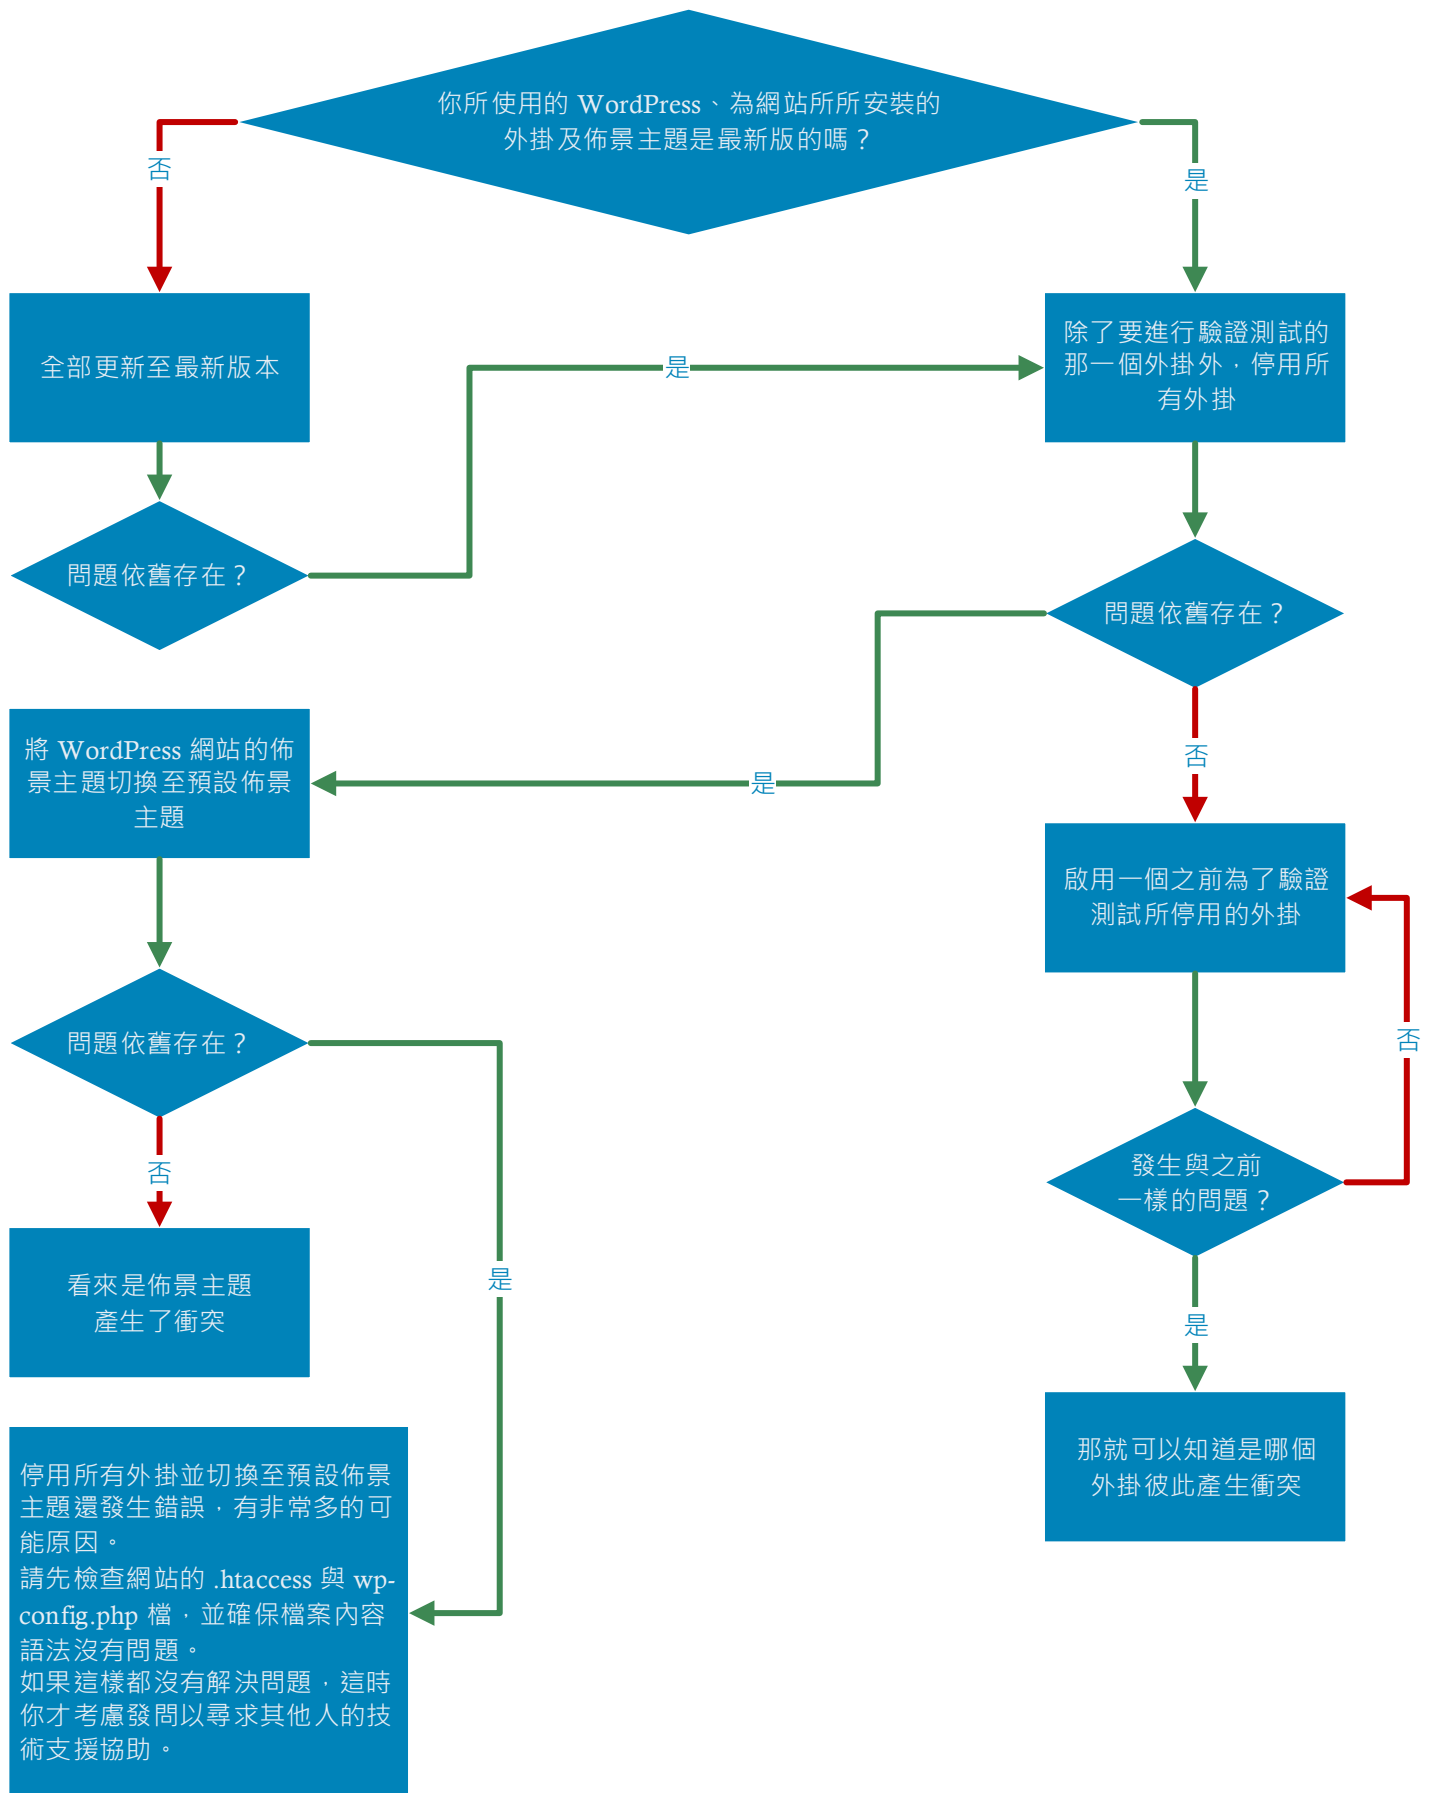 你所使用的 WordPress、為網站所所安裝的
外掛及佈景主題是最新版的嗎？
否
是
全部更新至最新版本
是
除了要進行驗證測試的
那一個外掛外，停用所
有外掛
問題依舊存在？
問題依舊存在？
將 WordPress 網站的佈
景主題切換至預設佈景
主題
是
否
啟用一個之前為了驗證
測試所停用的外掛
問題依舊存在？
否
否
發生與之前
一樣的問題？
看來是佈景主題
產生了衝突
是
是
那就可以知道是哪個
外掛彼此產生衝突
停用所有外掛並切換至預設佈景
主題還發生錯誤，有非常多的可
能原因。
請先檢查網站的 .htaccess 與 wp-
config.php 檔，並確保檔案內容
語法沒有問題。
如果這樣都沒有解決問題，這時
你才考慮發問以尋求其他人的技
術支援協助。